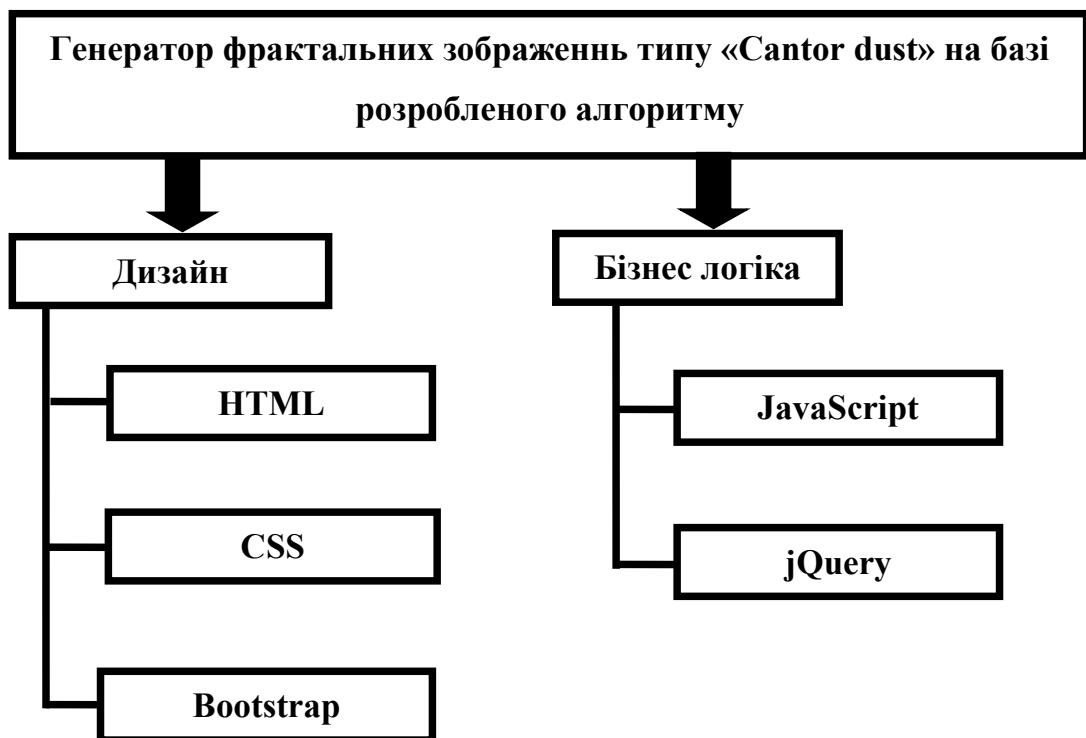 Генератор фрактальних зображеннь типу «Cantor dust» на базі
розробленого алгоритму
Дизайн
Бізнес логіка
HTML
JavaScript
CSS
jQuery
Bootstrap